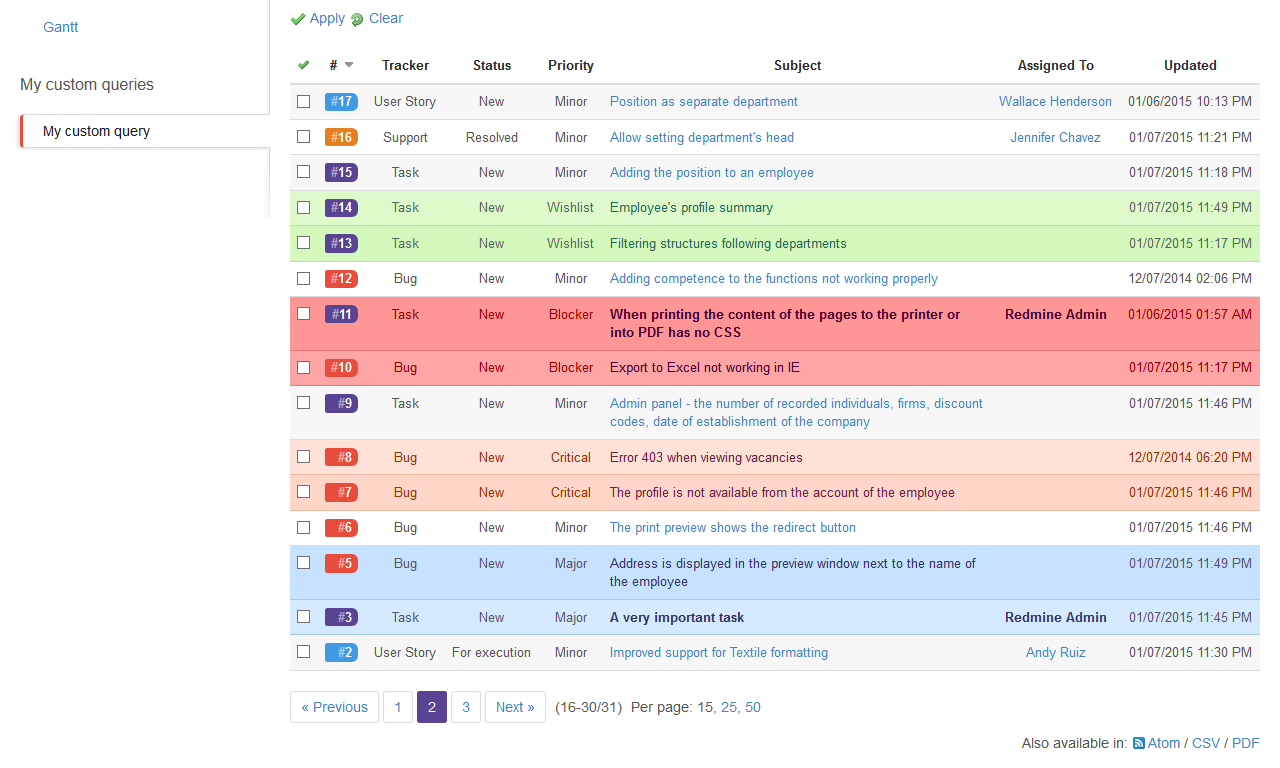 Gantt
My custom queries
My custom query
Apply Clear
# Tracker Status Priority Subject Assigned To Updated
#17 User Story New Minor Position as separate department Wallace Henderson 01/06/2015 10:13 PM
#16 Support Resolved Minor Allow setting department's head Jennifer Chavez 01/07/2015 11:21 PM
#15 Task New Minor Adding the position to an employee 01/07/2015 11:18 PM
#14 Task New Wishlist Employee's profile summary 01/07/2015 11:49 PM
#13 Task New Wishlist Filtering structures following departments 01/07/2015 11:17 PM
#12 Bug New Minor Adding competence to the functions not working properly 12/07/2014 02:06 PM
#11 Task New Blocker When printing the content of the pages to the printer or Redmine Admin 01/06/2015 01:57 AM
into PDF has no CSS
#10 Bug New Blocker Export to Excel not working in IE 01/07/2015 11:17 PM
#9 Task New Minor Admin panel - the number of recorded individuals, firms, discount 01/07/2015 11:46 PM
codes, date of establishment of the company
#8 Bug New Critical Error 403 when viewing vacancies 12/07/2014 06:20 PM
#7 Bug New Critical The profile is not available from the account of the employee 01/07/2015 11:46 PM
#6 Bug New Minor The print preview shows the redirect button 01/07/2015 11:46 PM
#5 Bug New Major Address is displayed in the preview window next to the name of 01/07/2015 11:49 PM
the employee
#3 Task New Major A very important task Redmine Admin 01/07/2015 11:45 PM
#2 User Story For execution Minor Improved support for Textile formatting Andy Ruiz 01/07/2015 11:30 PM
« Previous 1 2 3 Next » (16-30/31) Per page: 15, 25, 50
Also available in: Atom / CSV / PDF